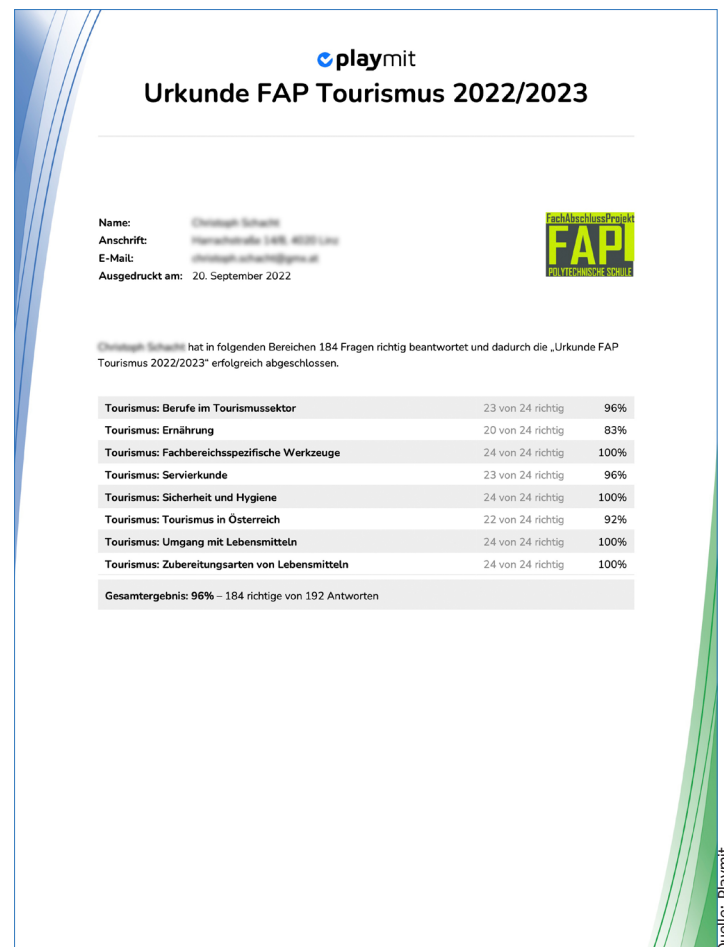 playmit
Urkunde FAP Tourismus 2022/2023
Name:
Anschrift:
E-Mail:
Ausgedruckt am: 20. September 2022
FachAbschlussProjekt
FAP
POLYTECHNISCHE SCHULE
hat in folgenden Bereichen 184 Fragen richtig beantwortet und dadurch die „Urkunde FAP
Tourismus 2022/2023“ erfolgreich abgeschlossen.
Tourismus: Berufe im Tourismussektor 23 von 24 richtig 96%
Tourismus: Ernährung 20 von 24 richtig 83%
Tourismus: Fachbereichsspezifische Werkzeuge 24 von 24 richtig 100%
Tourismus: Servierkunde 23 von 24 richtig 96%
Tourismus: Sicherheit und Hygiene 24 von 24 richtig 100%
Tourismus: Tourismus in Österreich 22 von 24 richtig 92%
Tourismus: Umgang mit Lebensmitteln 24 von 24 richtig 100%
Tourismus: Zubereitungsarten von Lebensmitteln 24 von 24 richtig 100%
Gesamtergebnis: 96% – 184 richtige von 192 Antworten